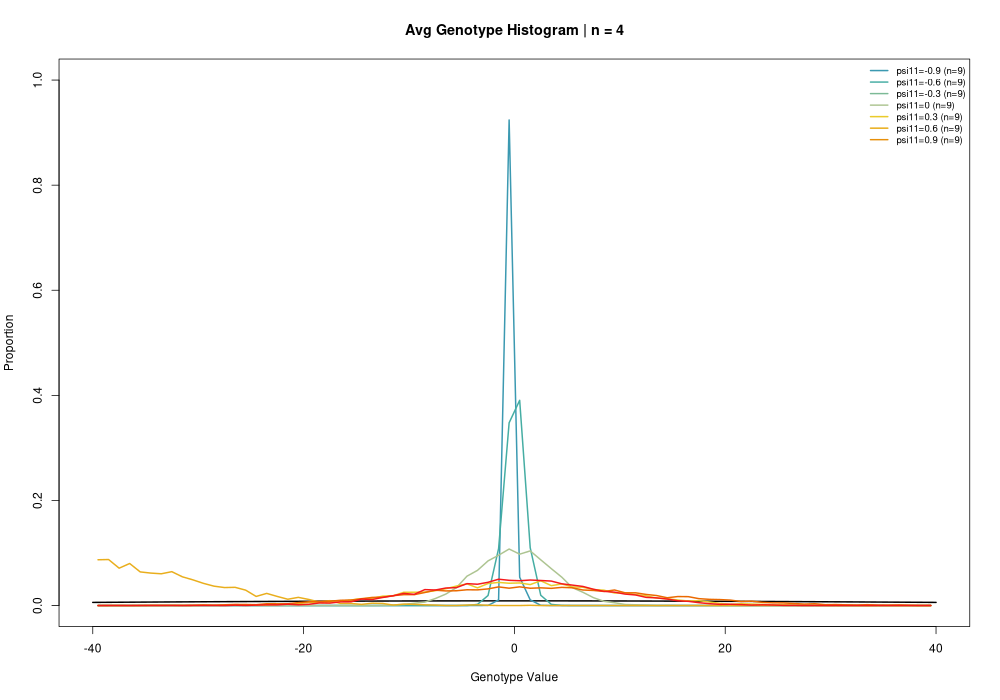 Avg Genotype Histogram | n = 4
psi11=-0.9 (n=9)
psi11=-0.6 (n=9)
psi11=-0.3 (n=9)
psi11=0 (n=9)
psi11=0.3 (n=9)
psi11=0.6 (n=9)
psi11=0.9 (n=9)
Proportion
1.0
0.8
0.6
0.4
0.2
0.0
-40 -20 0 20 40
Genotype Value